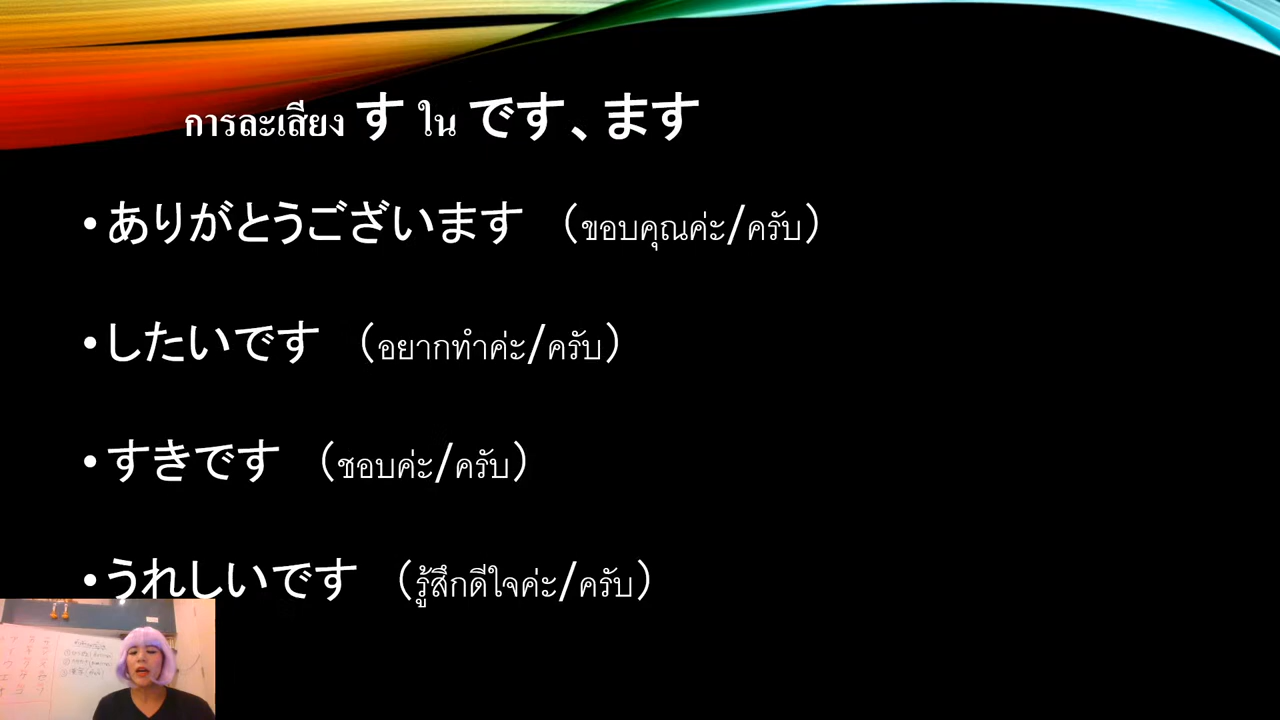 การละเสียง す ใน です、ます
•ありがとうございます （ขอบคุณค่ะ/ครับ）
•したいです （อยากทำค่ะ/ครับ）
•すきです （ชอบค่ะ/ครับ）
•うれしいです （รู้สึกดีใจค่ะ/ครับ）